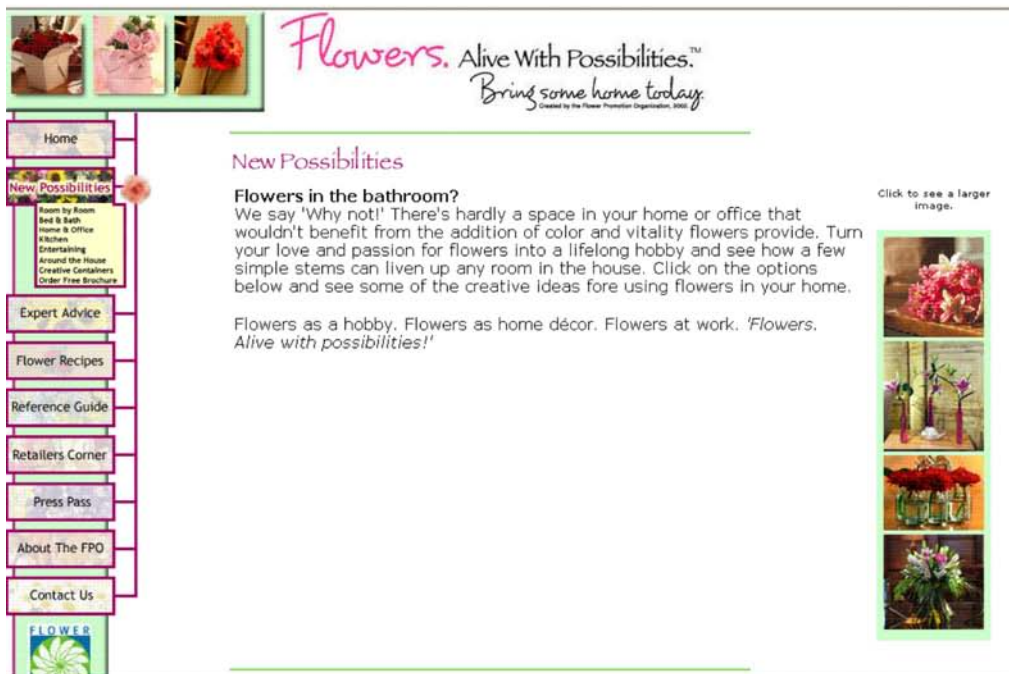 Flowers. Alive With Possibilities.™
Bring some home today.
Created by the Flower Promotion Organization, 2002.
Home
New Possibilities
Room by Room
Bed & Bath
Home & Office
Kitchen
Entertaining
Around the House
Creative Containers
Order Free Brochure
Expert Advice
Flower Recipes
Reference Guide
Retailers Corner
Press Pass
About The FPO
Contact Us
FLOWER
New Possibilities
Flowers in the bathroom?
We say 'Why not!' There's hardly a space in your home or office that
wouldn't benefit from the addition of color and vitality flowers provide. Turn
your love and passion for flowers into a lifelong hobby and see how a few
simple stems can liven up any room in the house. Click on the options
below and see some of the creative ideas fore using flowers in your home.
Flowers as a hobby. Flowers as home décor. Flowers at work. 'Flowers.
Alive with possibilities!'
Click to see a larger
image.